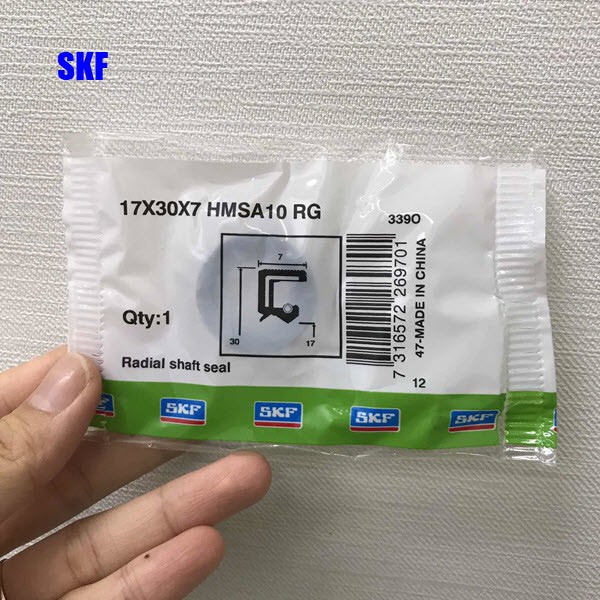 SKF
17X30X7 HMSA10 RG
339O
7
30
17
Qty:1
Radial shaft seal
7 316572 269701
47-MADE IN CHINA
12
SKF SKF SKF SKF